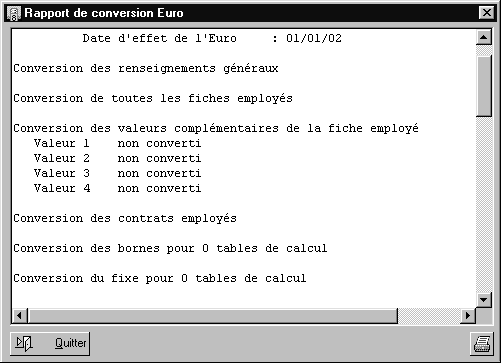 Rapport de conversion Euro
Date d'effet de l'Euro : 01/01/02
Conversion des renseignements généraux
Conversion de toutes les fiches employés
Conversion des valeurs complémentaires de la fiche employé
Valeur 1 non converti
Valeur 2 non converti
Valeur 3 non converti
Valeur 4 non converti
Conversion des contrats employés
Conversion des bornes pour 0 tables de calcul
Conversion du fixe pour 0 tables de calcul
Quitter